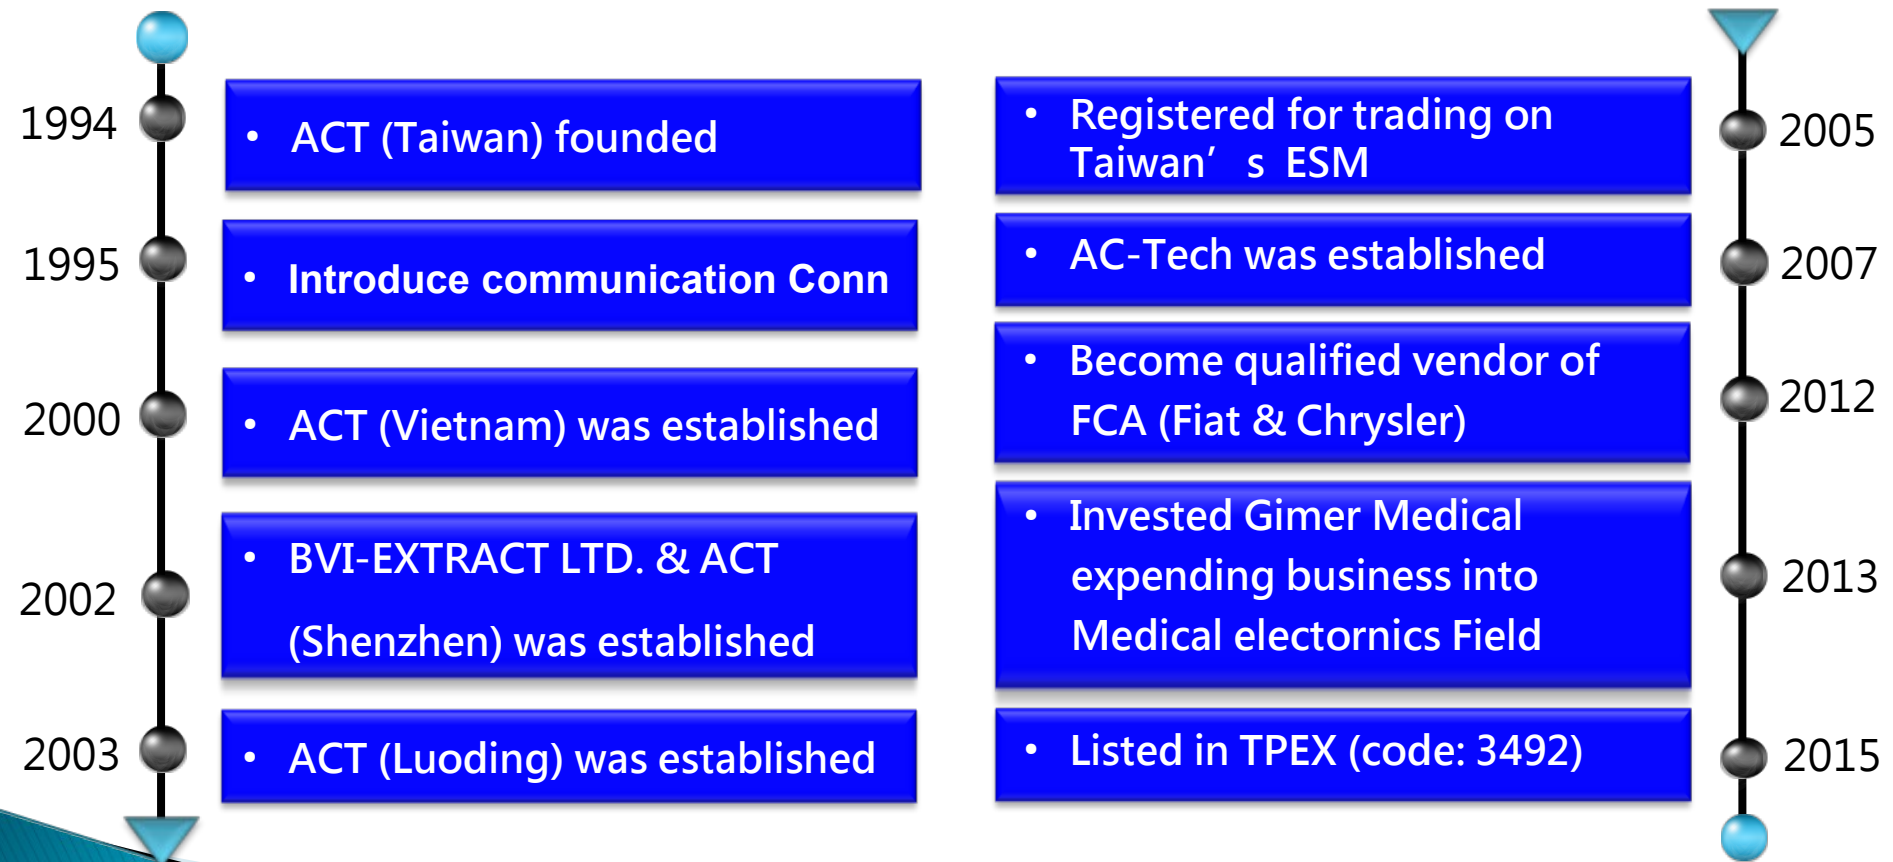 1994
• ACT (Taiwan) founded
1995
• Introduce communication Conn
2000
• ACT (Vietnam) was established
2002
• BVI-EXTRACT LTD. & ACT
(Shenzhen) was established
2003
• ACT (Luoding) was established
• Registered for trading on
Taiwan’s ESM
2005
• AC-Tech was established
2007
• Become qualified vendor of
FCA (Fiat & Chrysler)
2012
• Invested Gimer Medical
expending business into
Medical electornics Field
2013
• Listed in TPEX (code: 3492)
2015